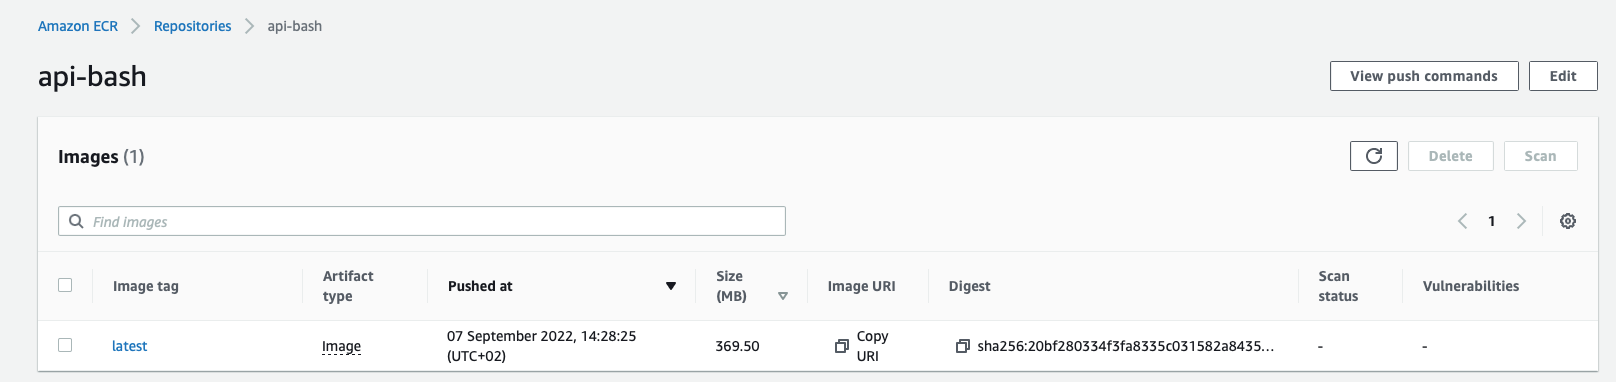 Amazon ECR > Repositories > api-bash
api-bash
View push commands
Edit
Images (1)
Delete
Scan
Find images
1
Image tag
Artifact
type
Pushed at
Size
(MB)
Image URI
Digest
Scan
status
Vulnerabilities
latest
Image
07 September 2022, 14:28:25
(UTC+02)
369.50
Copy
URI
sha256:20bf280334f3fa8335c031582a8435...
-
-